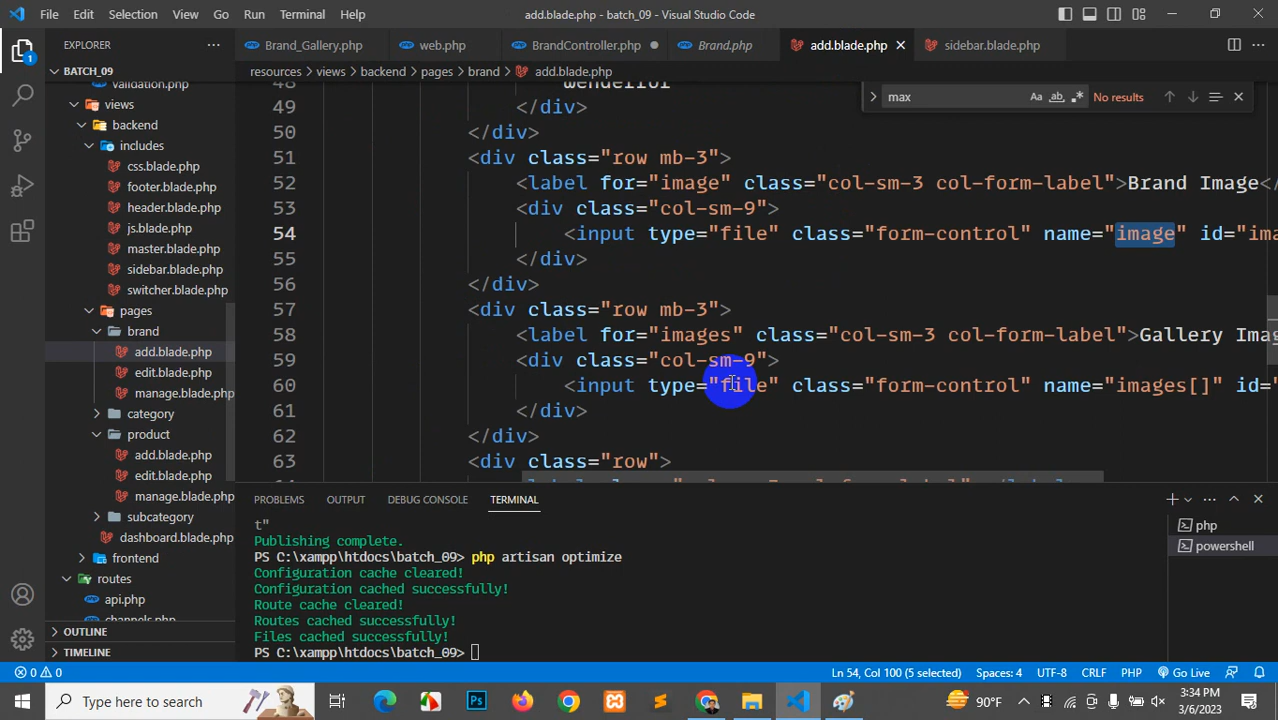 File Edit Selection View Go Run Terminal Help add.blade.php - batch_09 - Visual Studio Code
EXPLORER
Brand_Gallery.php web.php BrandController.php Brand.php add.blade.php sidebar.blade.php
BATCH_09
resources > views > backend > pages > brand > add.blade.php
validation.php
views
backend
includes
css.blade.php
footer.blade.php
header.blade.php
js.blade.php
master.blade.php
sidebar.blade.php
switcher.blade.php
pages
brand
add.blade.php
edit.blade.php
manage.blade.php
category
product
add.blade.php
edit.blade.php
manage.blade.php
subcategory
dashboard.blade.php
frontend
routes
api.php
channels.php
OUTLINE
TIMELINE
max Aa ab No results
48
49 </div>
50 </div>
51 <div class="row mb-3">
52 <label for="image" class="col-sm-3 col-form-label">Brand Image</
53 <div class="col-sm-9">
54 <input type="file" class="form-control" name="image" id="ima
55 </div>
56 </div>
57 <div class="row mb-3">
58 <label for="images" class="col-sm-3 col-form-label">Gallery Imag
59 <div class="col-sm-9">
60 <input type="file" class="form-control" name="images[]" id="
61 </div>
62 </div>
63 <div class="row">
PROBLEMS OUTPUT DEBUG CONSOLE TERMINAL
t"
Publishing complete.
PS C:\xampp\htdocs\batch_09> php artisan optimize
Configuration cache cleared!
Configuration cached successfully!
Route cache cleared!
Routes cached successfully!
Files cached successfully!
PS C:\xampp\htdocs\batch_09>
php
powershell
0 0 Ln 54, Col 100 (5 selected) Spaces: 4 UTF-8 CRLF PHP Go Live
Type here to search
Ps
90°F
3:34 PM
3/6/2023